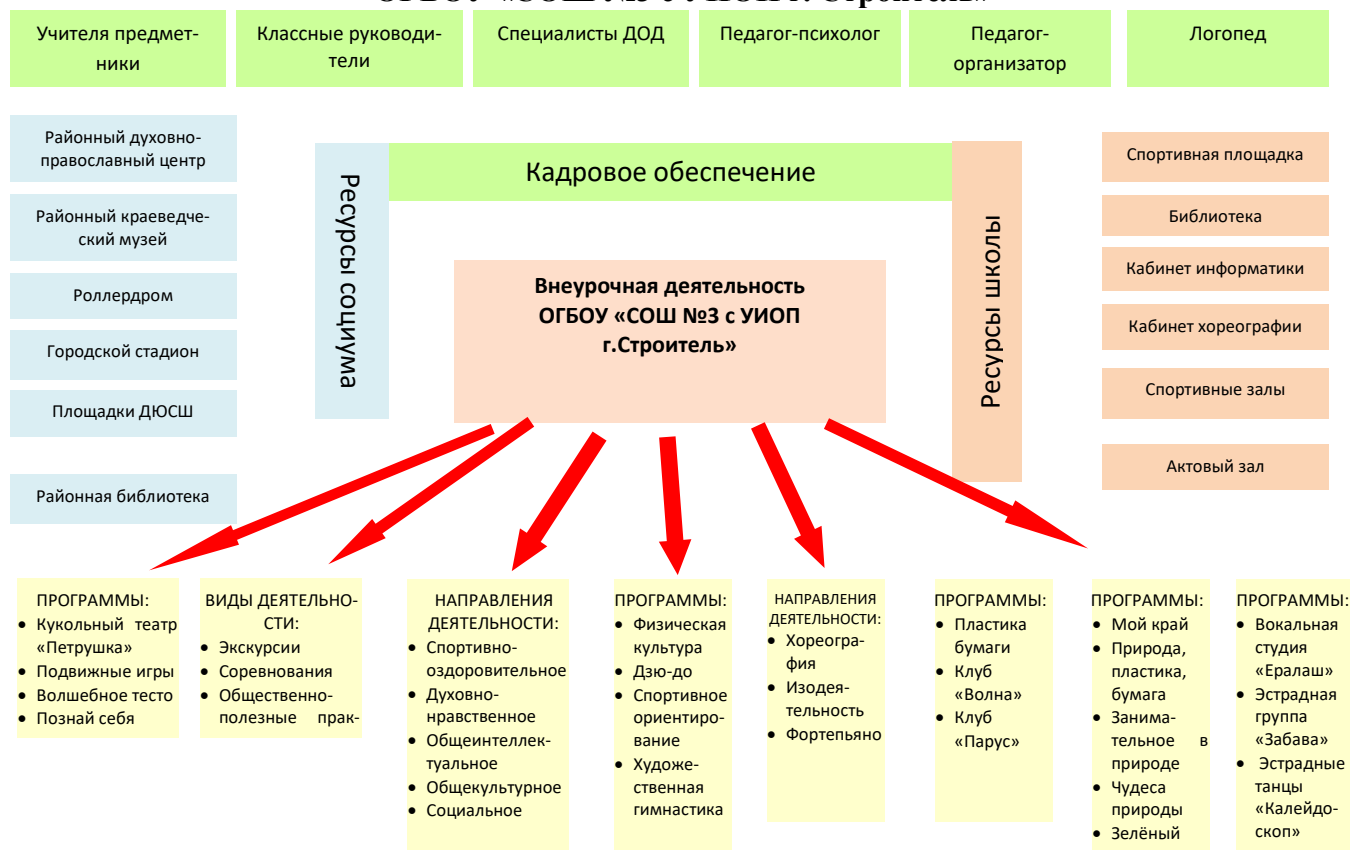 ОГБОУ «СОШ №3 с УИОП г. Строитель»
Учителя предмет-
ники
Классные руководи-
тели
Специалисты ДОД
Педагог-психолог
Педагог-
организатор
Логопед
Районный духовно-
православный центр
Районный краеведче-
ский музей
Роллердром
Городской стадион
Площадки ДЮСШ
Районная библиотека
Ресурсы социума
Кадровое обеспечение
Внеурочная деятельность
ОГБОУ «СОШ №3 с УИОП
г.Строитель»
Ресурсы школы
Спортивная площадка
Библиотека
Кабинет информатики
Кабинет хореографии
Спортивные залы
Актовый зал
ПРОГРАММЫ:
• Кукольный театр
«Петрушка»
• Подвижные игры
• Волшебное тесто
• Познай себя
ВИДЫ ДЕЯТЕЛЬНО-
СТИ:
• Экскурсии
• Соревнования
• Общественно-
полезные прак-
НАПРАВЛЕНИЯ
ДЕЯТЕЛЬНОСТИ:
• Спортивно-
оздоровительное
• Духовно-
нравственное
• Общеинтеллек-
туальное
• Общекультурное
• Социальное
ПРОГРАММЫ:
• Физическая
культура
• Дзю-до
• Спортивное
ориентиро-
вание
• Художе-
ственная
гимнастика
НАПРАВЛЕНИЯ
ДЕЯТЕЛЬНОСТИ:
• Хореогра-
фия
• Изодея-
тельность
• Фортепьяно
ПРОГРАММЫ:
• Пластика
бумаги
• Клуб
«Волна»
• Клуб
«Парус»
ПРОГРАММЫ:
• Мой край
• Природа,
пластика,
бумага
• Занима-
тельное в
природе
• Чудеса
природы
• Зелёный
ПРОГРАММЫ:
• Вокальная
студия
«Ералаш»
• Эстрадная
группа
«Забава»
• Эстрадные
танцы
«Калейдо-
скоп»